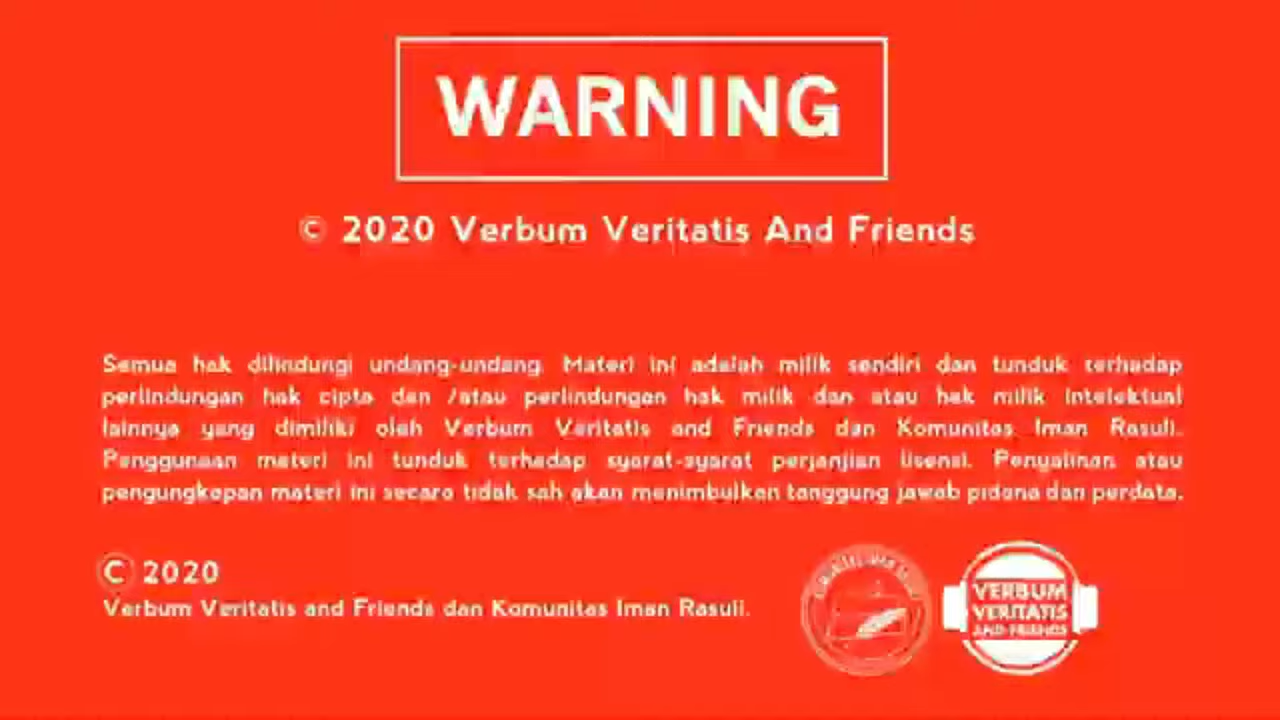 WARNING
© 2020 Verbum Veritatis And Friends
Semua hak dilindungi undang-undang. Materi ini adalah milik sendiri dan tunduk terhadap
perlindungan hak cipta dan /atau perlindungan hak milik dan atau hak milik intelektual
lainnya yang dimiliki oleh Verbum Veritatis and Friends dan Komunitas Iman Rasuli.
Penggunaan materi ini tunduk terhadap syarat-syarat perjanjian lisensi. Penyalinan atau
pengungkapan materi ini secara tidak sah akan menimbulkan tanggung jawab pidana dan perdata.
© 2020
Verbum Veritatis and Friends dan Komunitas Iman Rasuli.
VERBUM
VERITATIS
AND FRIENDS